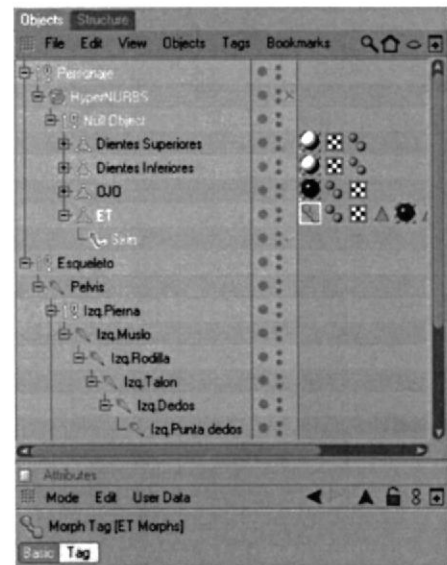 Objects Structure
File Edit View Objects Tags Bookmarks
Personaje
HyperNURBS
Null Object
Dientes Superiores
Dientes Inferiores
OJO
ET
Skin
Esqueleto
Pelvis
Izq.Pierna
Izq.Muslo
Izq.Rodilla
Izq.Talon
Izq.Dedos
Izq.Punta dedos
Attributes
Mode Edit User Data
Morph Tag [ET Morphs]
Basic Tag